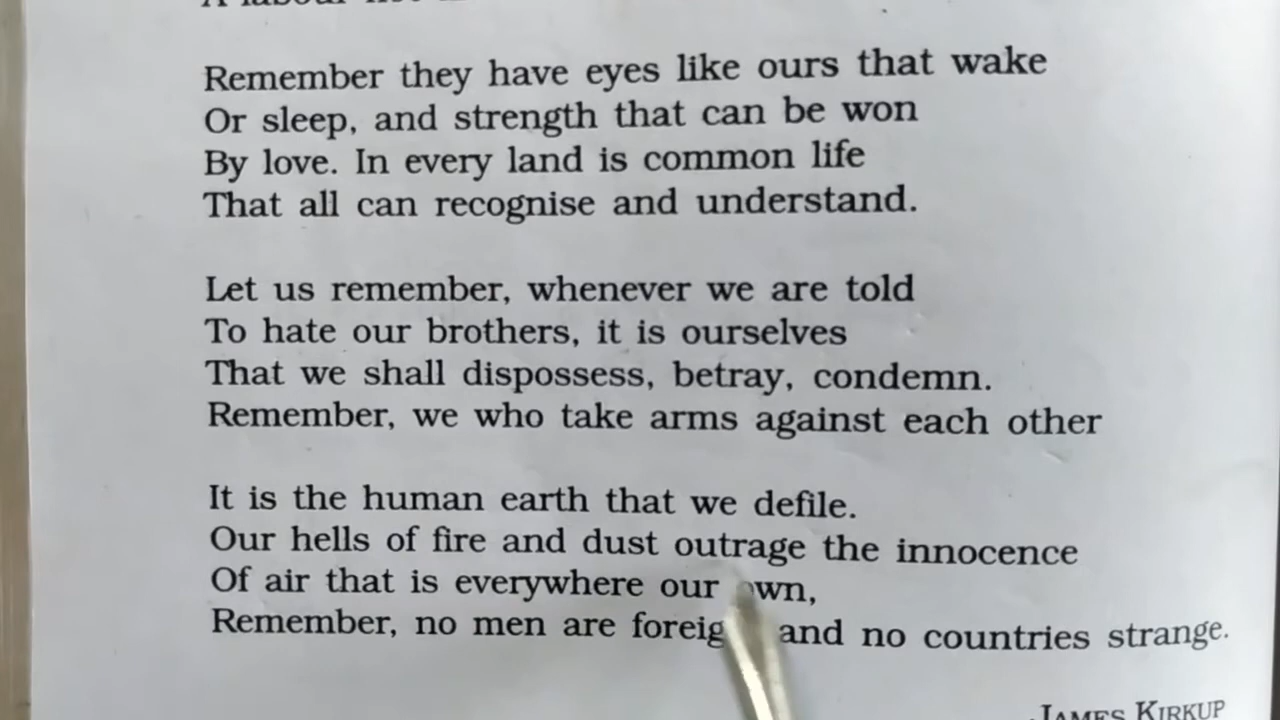 Remember they have eyes like ours that wake
Or sleep, and strength that can be won
By love. In every land is common life
That all can recognise and understand.
Let us remember, whenever we are told
To hate our brothers, it is ourselves
That we shall dispossess, betray, condemn.
Remember, we who take arms against each other
It is the human earth that we defile.
Our hells of fire and dust outrage the innocence
Of air that is everywhere our own,
Remember, no men are foreig and no countries strange.
JAMES KIRKUP